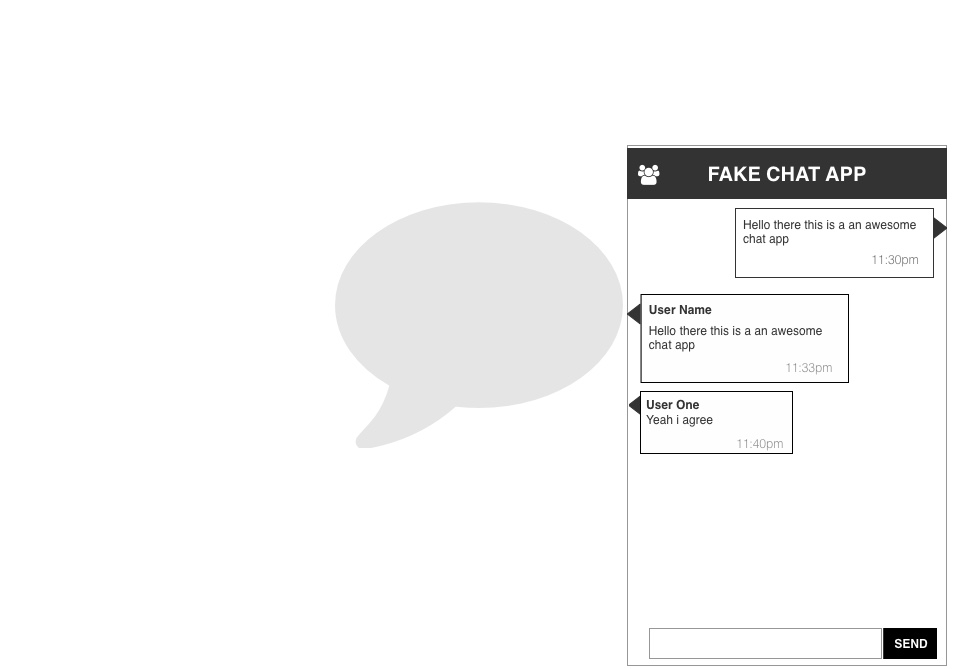 FAKE CHAT APP
Hello there this is a an awesome
chat app
11:30pm
User Name
Hello there this is a an awesome
chat app
11:33pm
User One
Yeah i agree
11:40pm
SEND